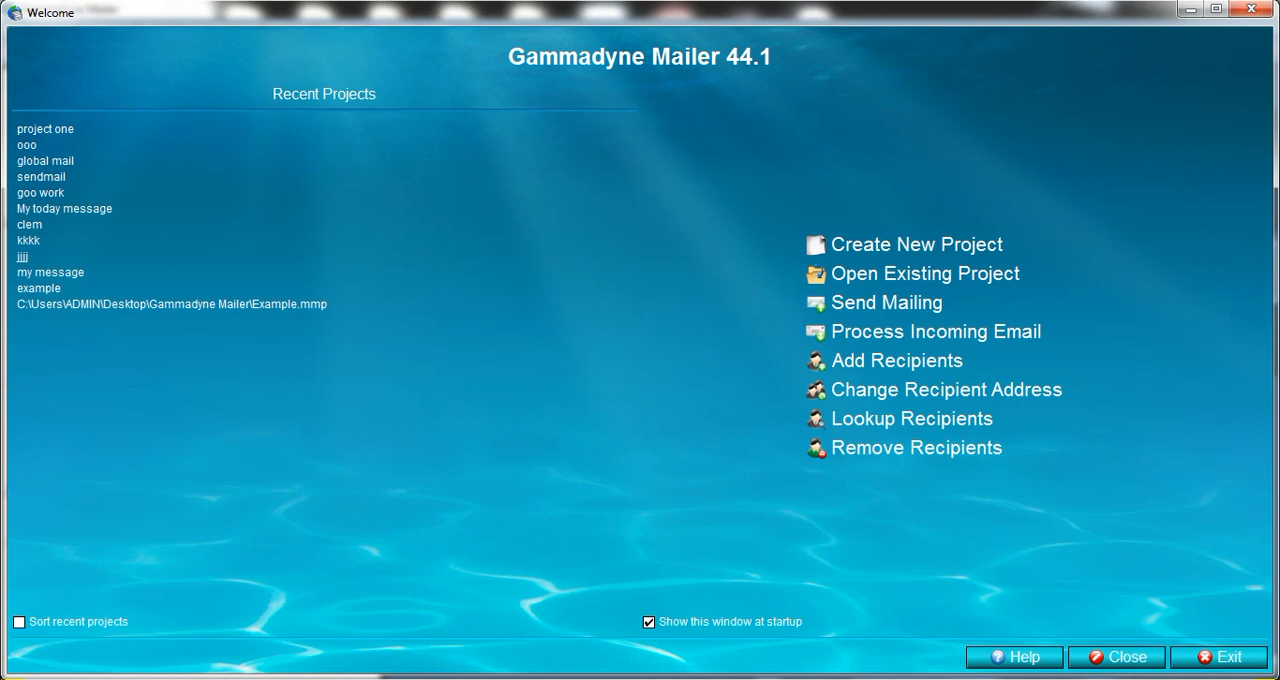 Welcome
Gammadyne Mailer 44.1
Recent Projects
project one
ooo
global mail
sendmail
goo work
My today message
clem
kkkk
jjjj
my message
example
C:\Users\ADMIN\Desktop\Gammadyne Mailer\Example.mmp
Create New Project
Open Existing Project
Send Mailing
Process Incoming Email
Add Recipients
Change Recipient Address
Lookup Recipients
Remove Recipients
Sort recent projects
Show this window at startup
Help
Close
Exit